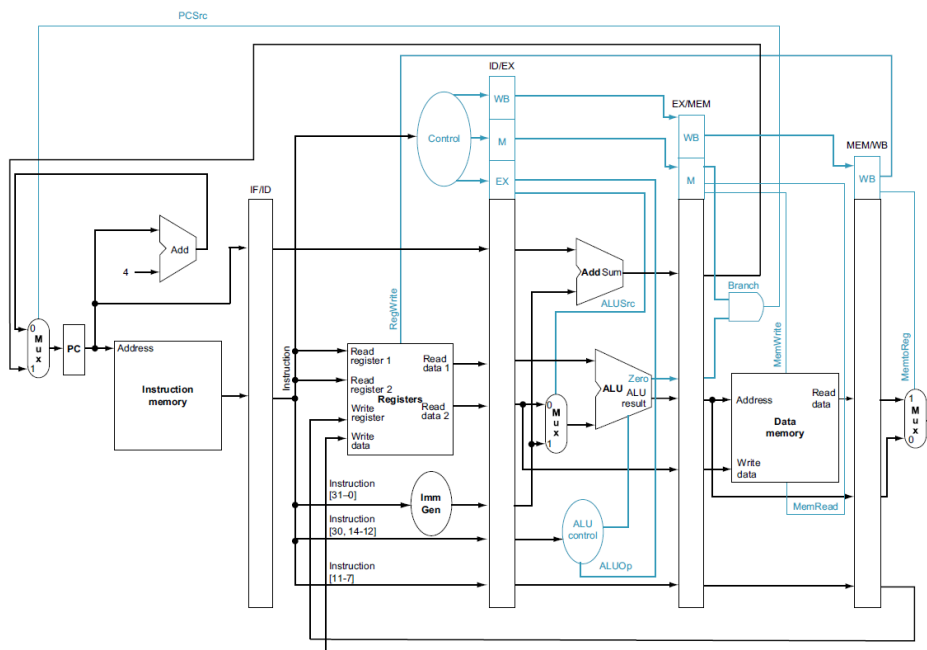 PCSrc
ID/EX
WB
EX/MEM
Control
M
WB
MEM/WB
EX
M
WB
IF/ID
Add
4
Add Sum
Branch
RegWrite
ALUSrc
MemWrite
MemtoReg
0
M
u
x
1
PC
Address
Instruction
memory
Instruction
Read
register 1
Read
data 1
Read
register 2
Registers
Write
register
Read
data 2
Write
data
0
M
u
x
1
Zero
ALU
ALU
result
Address
Read
data
Data
memory
Write
data
1
M
u
x
0
Instruction
[31–0]
Imm
Gen
MemRead
Instruction
[30, 14-12]
ALU
control
ALUOp
Instruction
[11-7]